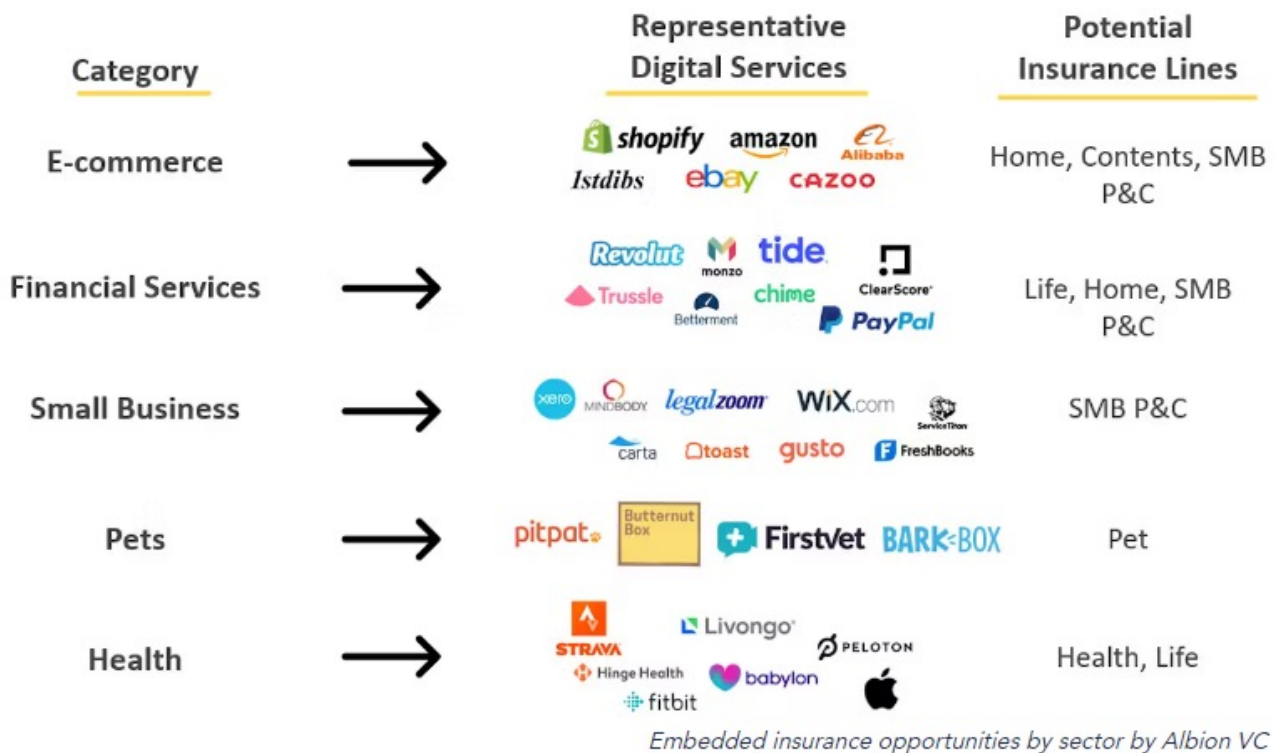 Category
Representative
Digital Services
Potential
Insurance Lines
E-commerce
shopify amazon Alibaba
1stdibs ebay CAZOO
Home, Contents, SMB
P&C
Financial Services
Revolut monzo tide ClearScore
Trussle Betterment chime PayPal
Life, Home, SMB
P&C
Small Business
xero MINDBODY legalzoom WiX.com ServiceTitan
carta toast gusto FreshBooks
SMB P&C
Pets
pitpat
Butternut
Box
FirstVet BARK BOX
Pet
Health
STRAVA Livongo PELOTON
Hinge Health babylon
fitbit
Health, Life
Embedded insurance opportunities by sector by Albion VC